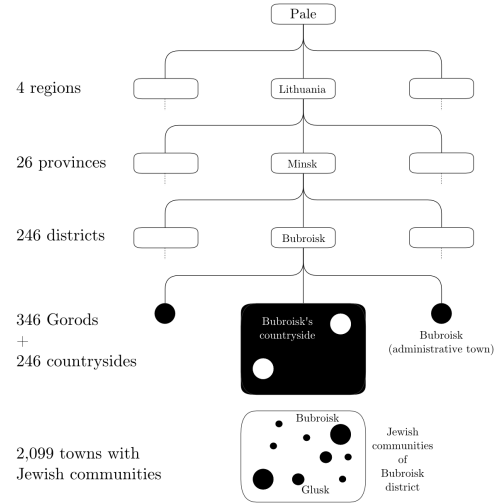 Pale
4 regions
Lithuania
26 provinces
Minsk
246 districts
Bubroisk
346 Gorods
+
246 countrysides
Bubroisk's
countryside
Bubroisk
(administrative town)
2,099 towns with
Jewish communities
Bubroisk
Glusk
Jewish
communities
of
Bubroisk
district